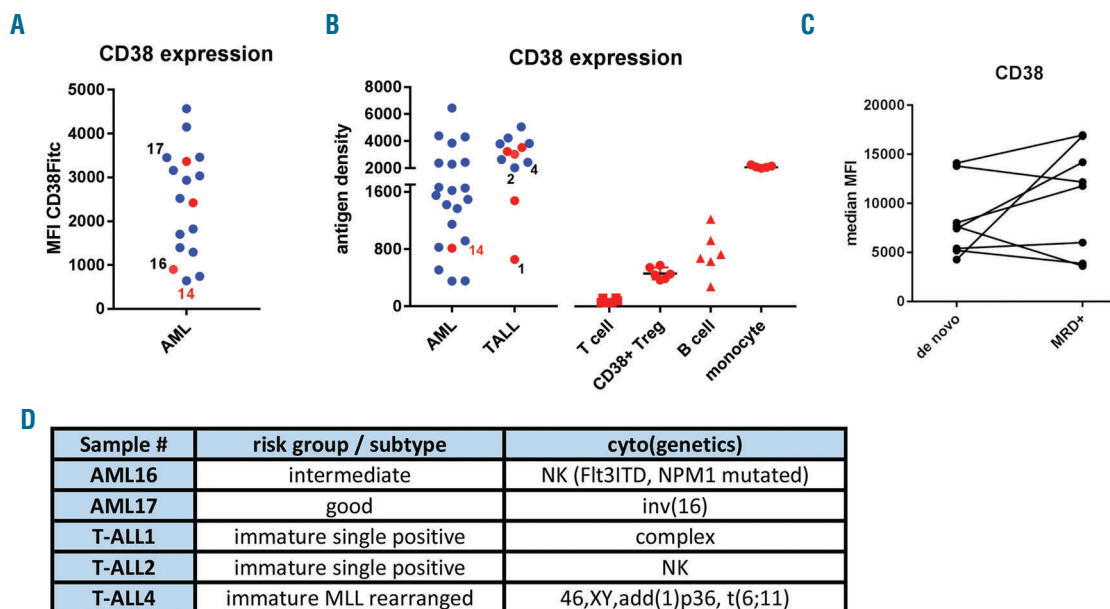 A
B
C
CD38 expression
CD38 expression
CD38
MFI CD38Fitc
5000
4000
3000
2000
1000
0
17
16
14
AML
antigen density
8000
6000
4000
2000
1600
800
0
2
4
14
1
AML
TALL
T cell
CD38+ Treg
B cell
monocyte
median MFI
20000
15000
10000
5000
0
de novo
MRD+
D
Sample # risk group / subtype cyto(genetics)
AML16 intermediate NK (Flt3ITD, NPM1 mutated)
AML17 good inv(16)
T-ALL1 immature single positive complex
T-ALL2 immature single positive NK
T-ALL4 immature MLL rearranged 46,XY,add(1)p36, t(6;11)